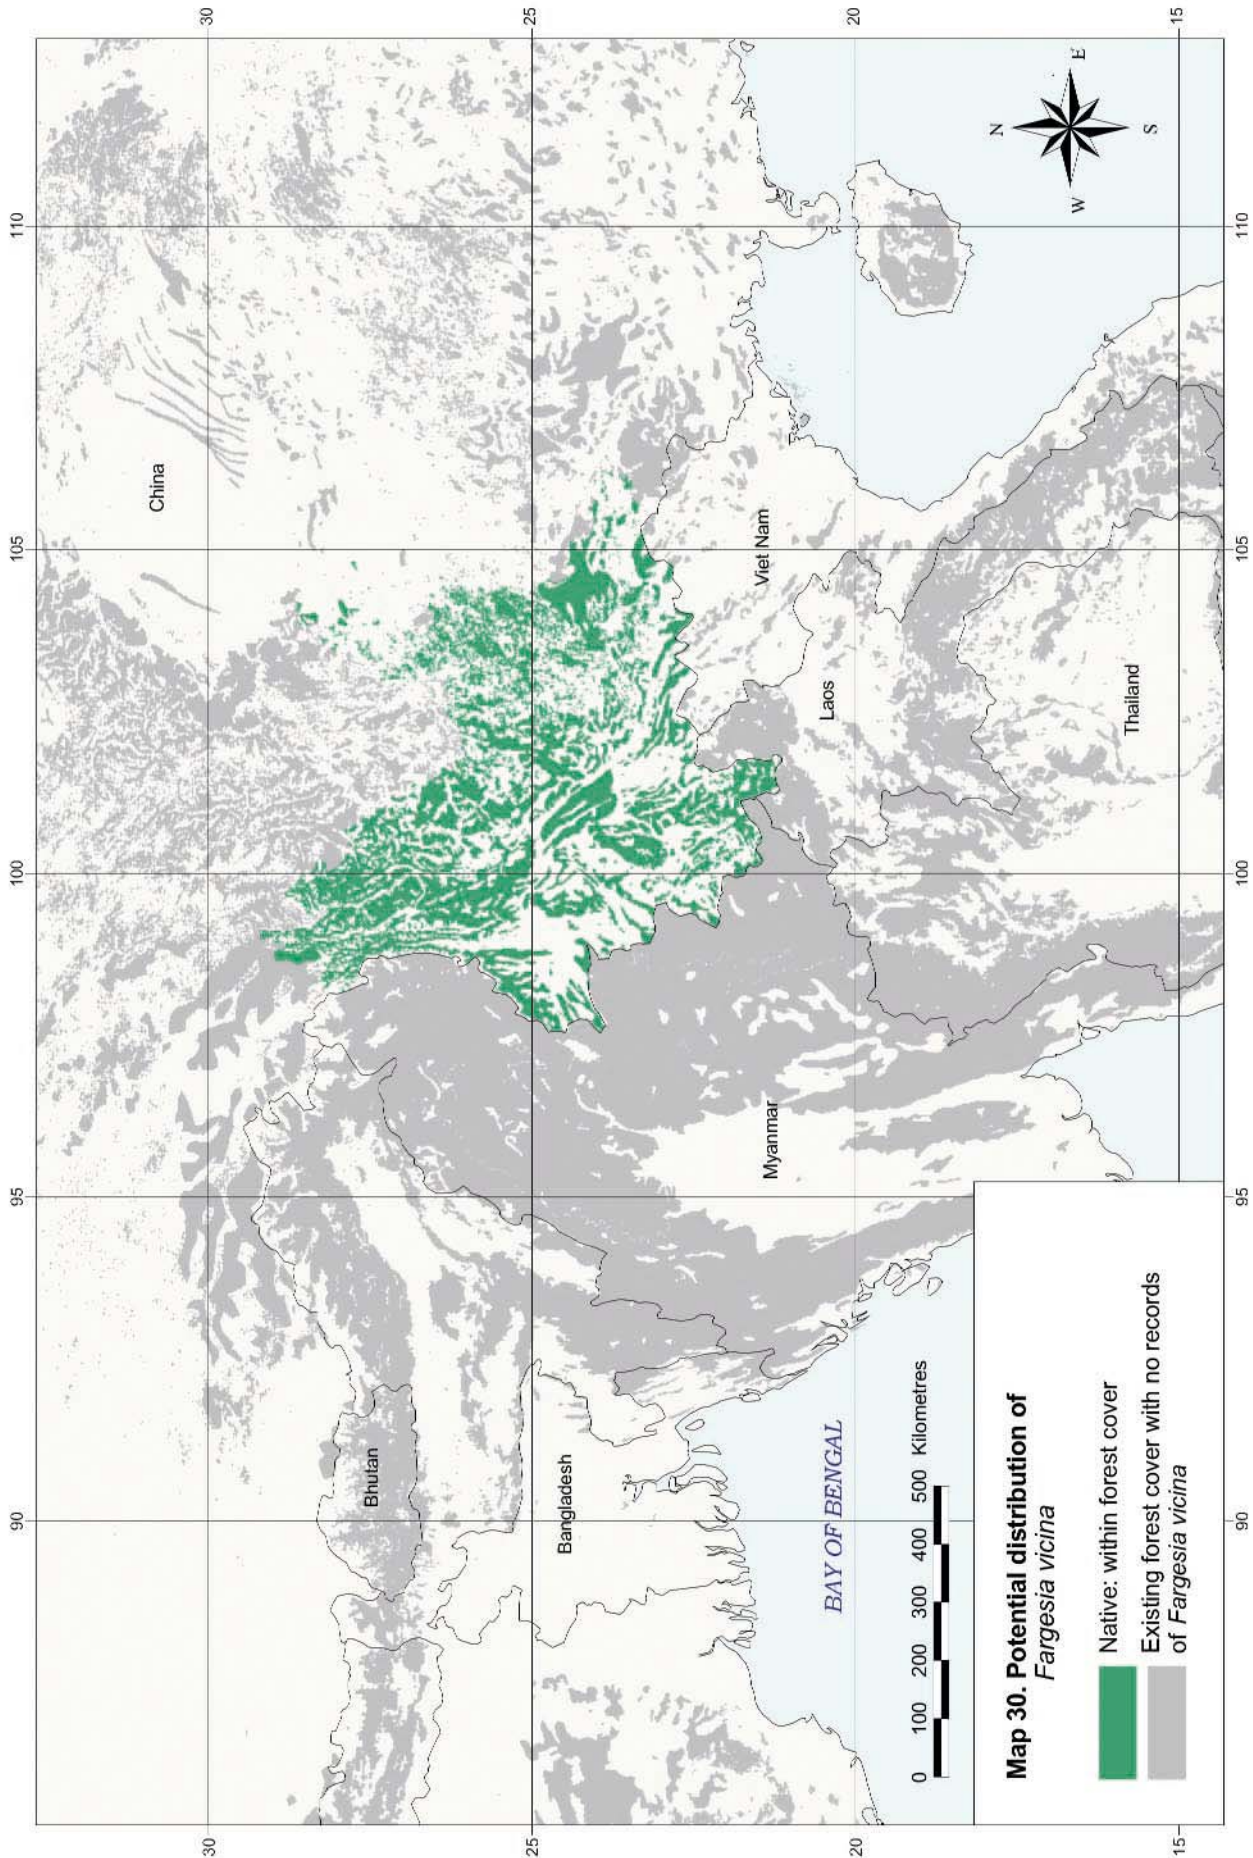 30
25
20
15
110
110
105
100
95
95
90
90
30
25
20
15
China
Viet Nam
Laos
Thailand
Myanmar
Bhutan
Bangladesh
BAY OF BENGAL
N
E
S
W
0 100 200 300 400 500 Kilometres
Map 30. Potential distribution of
Fargesia vicina
Native: within forest cover
Existing forest cover with no records
of Fargesia vicina